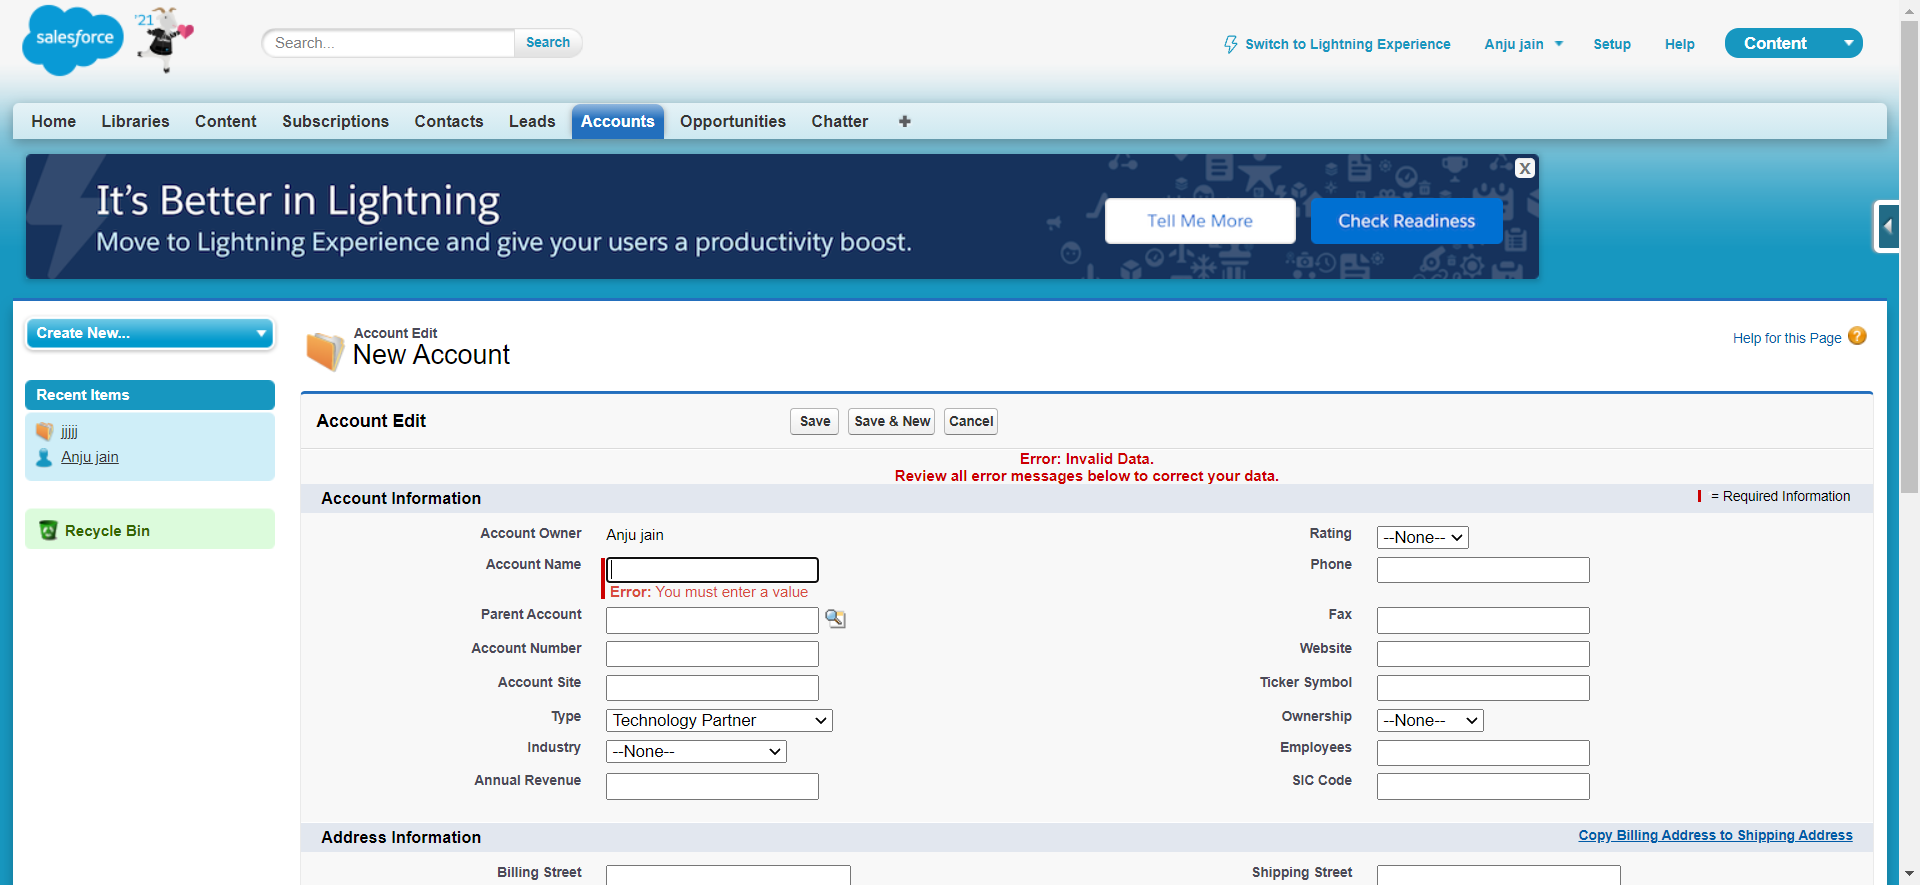 salesforce
'21
Search...
Search
Switch to Lightning Experience
Anju jain
Setup
Help
Content
Home
Libraries
Content
Subscriptions
Contacts
Leads
Accounts
Opportunities
Chatter
+
It's Better in Lightning
Move to Lightning Experience and give your users a productivity boost.
Tell Me More
Check Readiness
X
Create New...
Recent Items
jjjjj
Anju jain
Recycle Bin
Account Edit
New Account
Help for this Page
?
Account Edit
Save
Save & New
Cancel
Error: Invalid Data.
Review all error messages below to correct your data.
Account Information
= Required Information
Account Owner
Anju jain
Rating
--None--
Account Name
Error: You must enter a value
Phone
Parent Account
Fax
Account Number
Website
Account Site
Ticker Symbol
Type
Technology Partner
Ownership
--None--
Industry
--None--
Employees
Annual Revenue
SIC Code
Address Information
Copy Billing Address to Shipping Address
Billing Street
Shipping Street